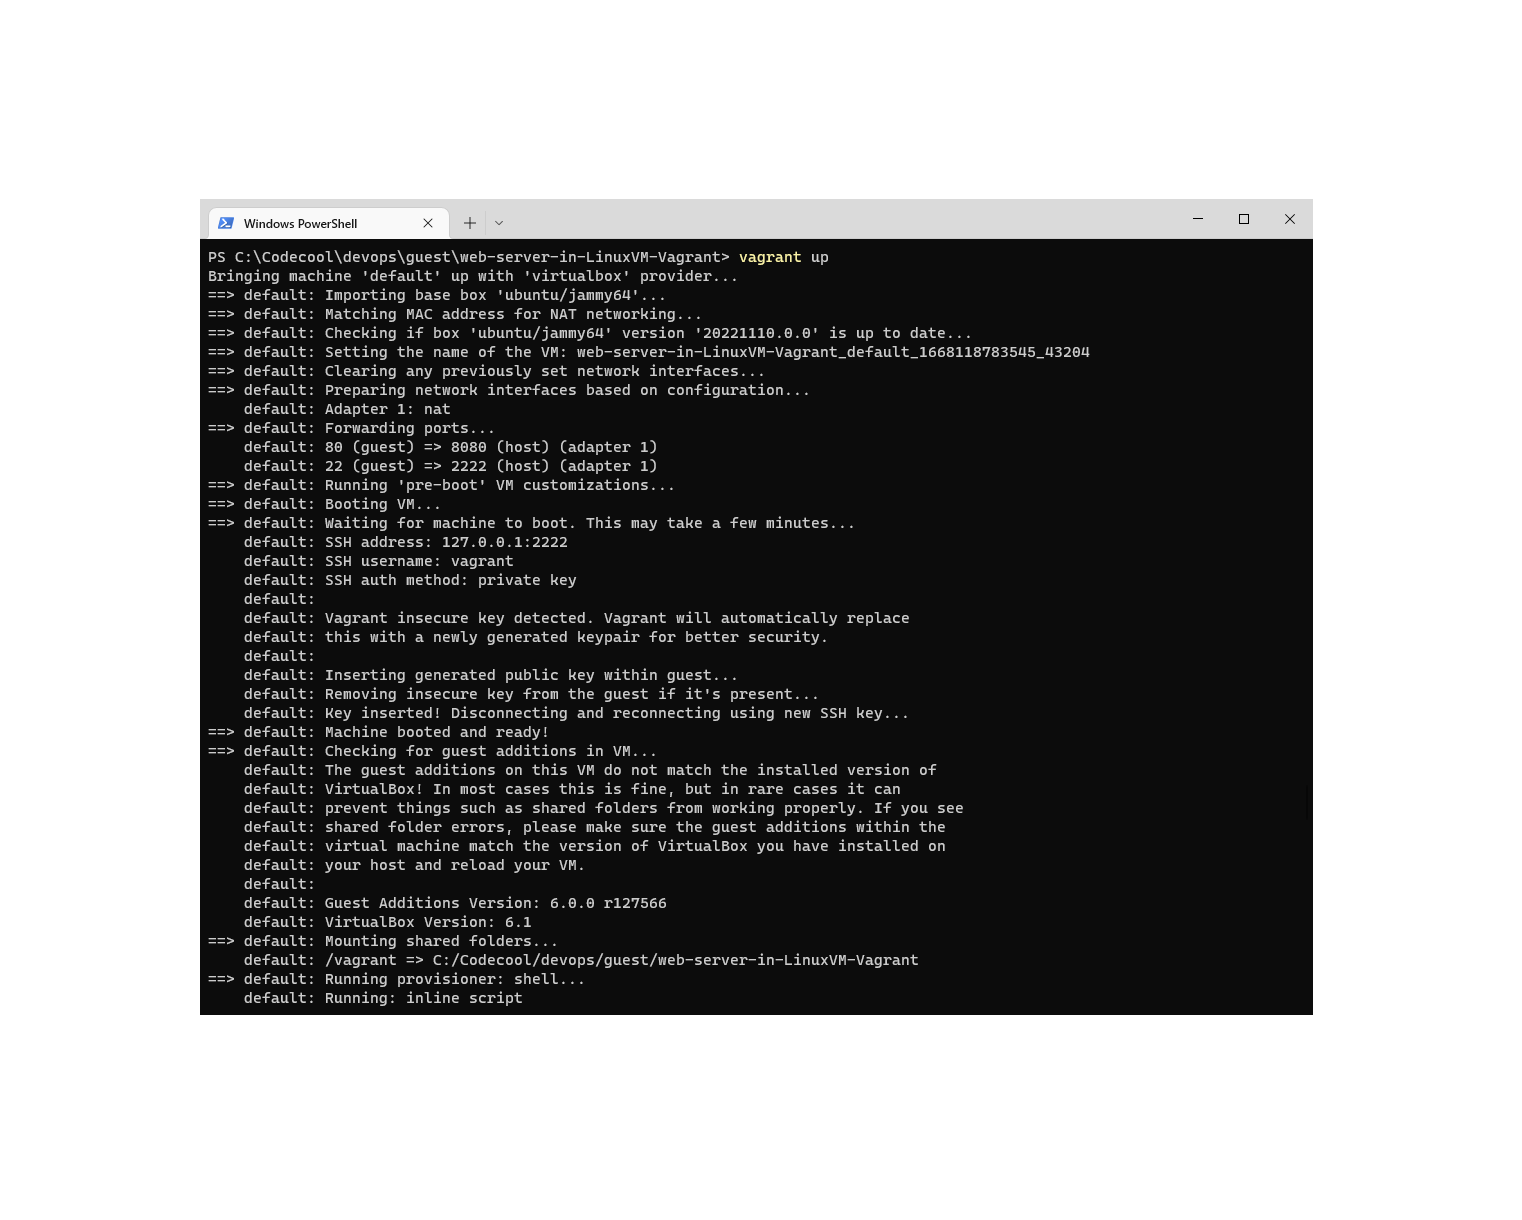 Windows PowerShell
PS C:\Codecool\devops\guest\web-server-in-LinuxVM-Vagrant> vagrant up
Bringing machine 'default' up with 'virtualbox' provider...
==> default: Importing base box 'ubuntu/jammy64'...
==> default: Matching MAC address for NAT networking...
==> default: Checking if box 'ubuntu/jammy64' version '20221110.0.0' is up to date...
==> default: Setting the name of the VM: web-server-in-LinuxVM-Vagrant_default_1668118783545_43204
==> default: Clearing any previously set network interfaces...
==> default: Preparing network interfaces based on configuration...
    default: Adapter 1: nat
==> default: Forwarding ports...
    default: 80 (guest) => 8080 (host) (adapter 1)
    default: 22 (guest) => 2222 (host) (adapter 1)
==> default: Running 'pre-boot' VM customizations...
==> default: Booting VM...
==> default: Waiting for machine to boot. This may take a few minutes...
    default: SSH address: 127.0.0.1:2222
    default: SSH username: vagrant
    default: SSH auth method: private key
    default:
    default: Vagrant insecure key detected. Vagrant will automatically replace
    default: this with a newly generated keypair for better security.
    default:
    default: Inserting generated public key within guest...
    default: Removing insecure key from the guest if it's present...
    default: Key inserted! Disconnecting and reconnecting using new SSH key...
==> default: Machine booted and ready!
==> default: Checking for guest additions in VM...
    default: The guest additions on this VM do not match the installed version of
    default: VirtualBox! In most cases this is fine, but in rare cases it can
    default: prevent things such as shared folders from working properly. If you see
    default: shared folder errors, please make sure the guest additions within the
    default: virtual machine match the version of VirtualBox you have installed on
    default: your host and reload your VM.
    default:
    default: Guest Additions Version: 6.0.0 r127566
    default: VirtualBox Version: 6.1
==> default: Mounting shared folders...
    default: /vagrant => C:/Codecool/devops/guest/web-server-in-LinuxVM-Vagrant
==> default: Running provisioner: shell...
    default: Running: inline script